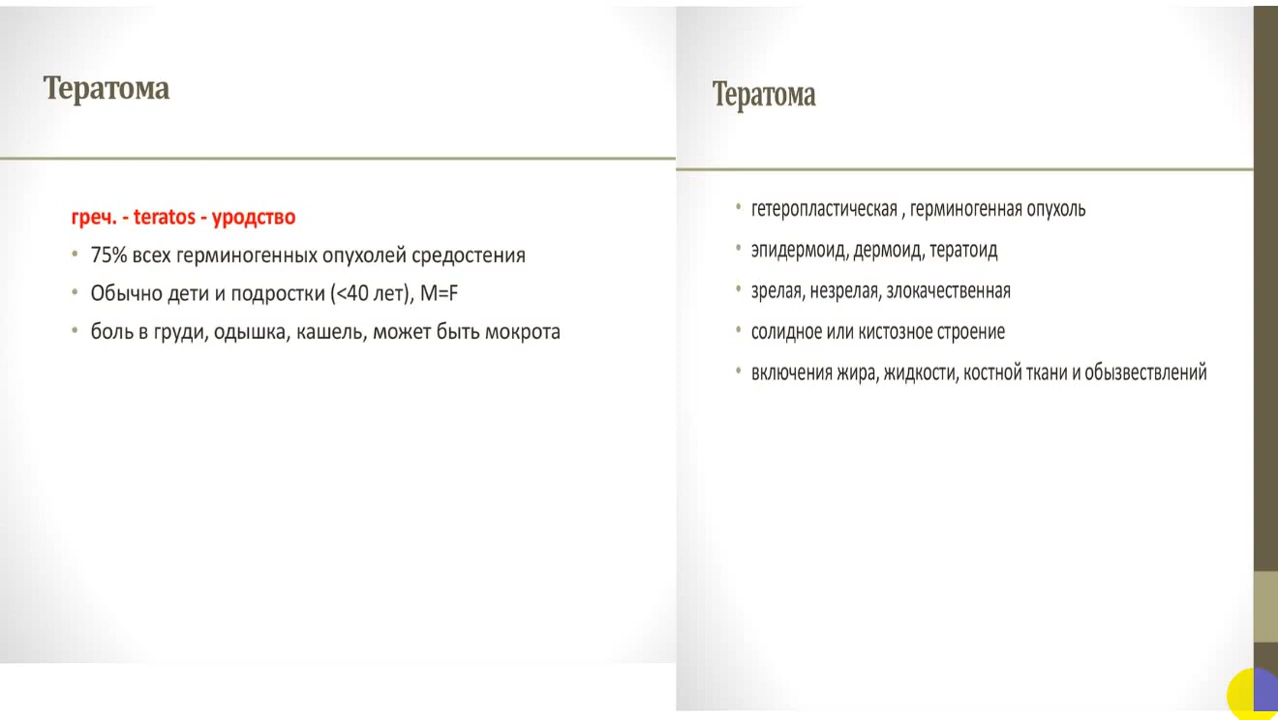 Тератома
греч. - teratos - уродство
• 75% всех герминогенных опухолей средостения
• Обычно дети и подростки (<40 лет), M=F
• боль в груди, одышка, кашель, может быть мокрота
Тератома
• гетеропластическая , герминогенная опухоль
• эпидермоид, дермоид, тератоид
• зрелая, незрелая, злокачественная
• солидное или кистозное строение
• включения жира, жидкости, костной ткани и обызвествлений